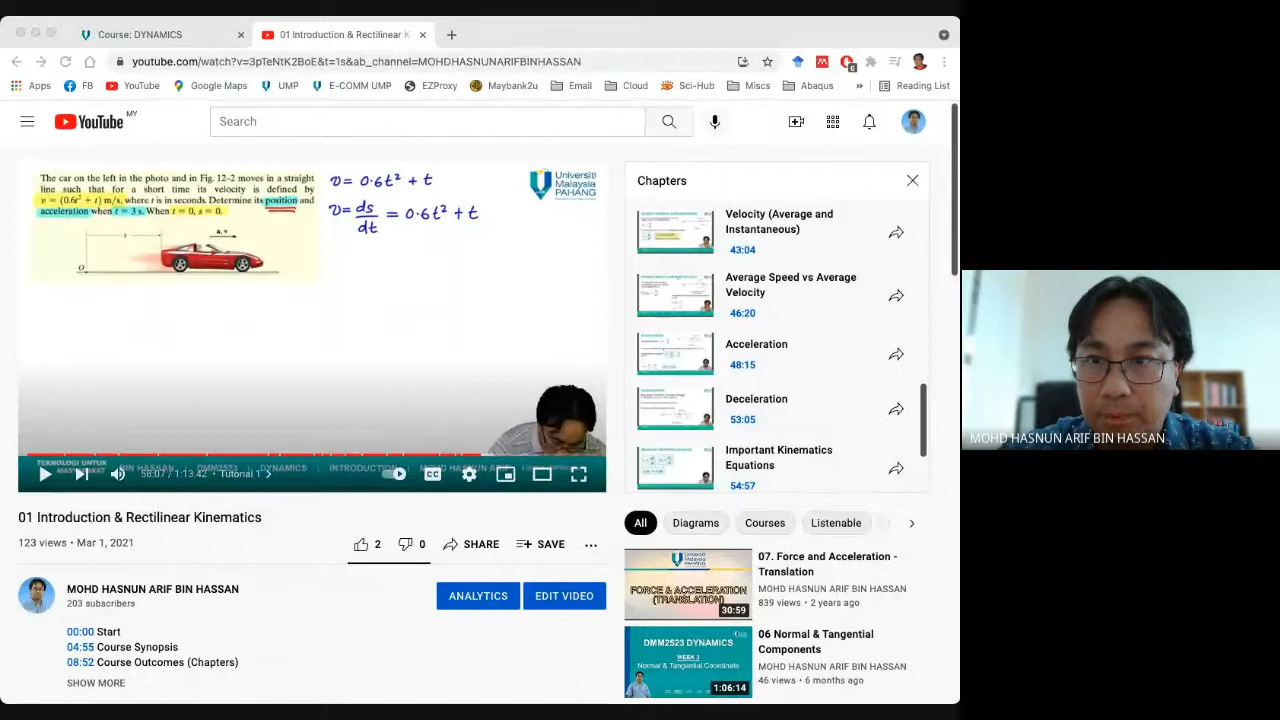 Course: DYNAMICS
01 Introduction & Rectilinear K
youtube.com/watch?v=3pTeNtK2BoE&t=1s&ab_channel=MOHDHASNUNARIFBINHASSAN
6
Apps FB YouTube Google Maps UMP E-COMM UMP EZProxy Maybank2u Email Cloud Sci-Hub Miscs Abaqus » Reading List
YouTube MY
Search
The car on the left in the photo and in Fig. 12–2 moves in a straight
line such that for a short time its velocity is defined by
v = (0.6t² + t) m/s, where t is in seconds. Determine its position and
acceleration when t = 3 s. When t = 0, s = 0.
a, v
O
v = 0.6t² + t
v = ds/dt = 0.6t² + t
Universiti
Malaysia
PAHANG
TEKNOLOGI UNTUK
58:07 / 1:13:42 • Tutorial 1 >
CC
Chapters
Velocity (Average and
Instantaneous)
43:04
Average Speed vs Average
Velocity
46:20
Acceleration
48:15
Deceleration
53:05
Important Kinematics
Equations
54:57
01 Introduction & Rectilinear Kinematics
123 views • Mar 1, 2021
2 0 SHARE SAVE ...
MOHD HASNUN ARIF BIN HASSAN
203 subscribers
ANALYTICS EDIT VIDEO
00:00 Start
04:55 Course Synopsis
08:52 Course Outcomes (Chapters)
SHOW MORE
All Diagrams Courses Listenable
FORCE & ACCELERATION
(TRANSLATION)
30:59
07. Force and Acceleration -
Translation
MOHD HASNUN ARIF BIN HASSAN
839 views • 2 years ago
DMM2523 DYNAMICS
Normal & Tangential Coordinate
1:06:14
06 Normal & Tangential
Components
MOHD HASNUN ARIF BIN HASSAN
46 views • 6 months ago
MOHD HASNUN ARIF BIN HASSAN